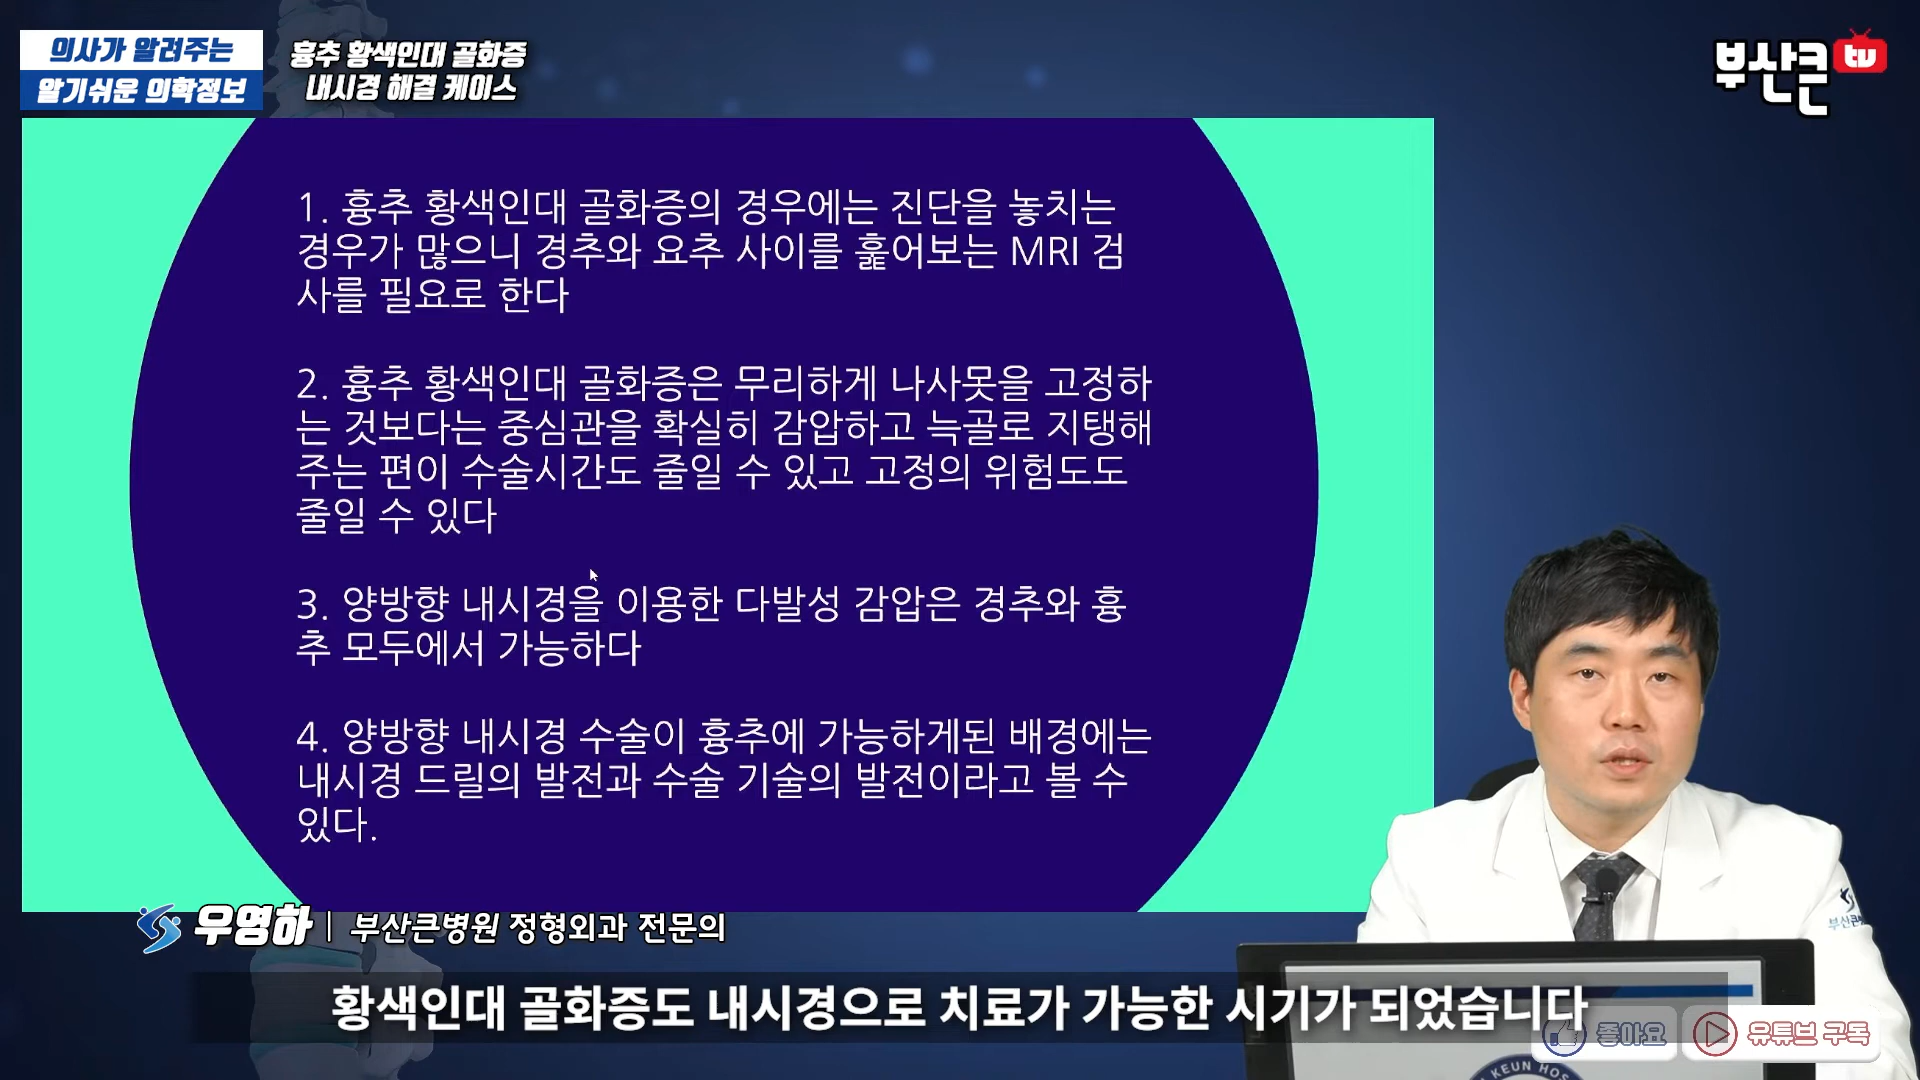 의사가 알려주는
알기쉬운 의학정보
흉추 황색인대 골화증
내시경 해결 케이스
부산큰 tv
1. 흉추 황색인대 골화증의 경우에는 진단을 놓치는
경우가 많으니 경추와 요추 사이를 훑어보는 MRI 검
사를 필요로 한다
2. 흉추 황색인대 골화증은 무리하게 나사못을 고정하
는 것보다는 중심관을 확실히 감압하고 늑골로 지탱해
주는 편이 수술시간도 줄일 수 있고 고정의 위험도도
줄일 수 있다
3. 양방향 내시경을 이용한 다발성 감압은 경추와 흉
추 모두에서 가능하다
4. 양방향 내시경 수술이 흉추에 가능하게된 배경에는
내시경 드릴의 발전과 수술 기술의 발전이라고 볼 수
있다.
우영하 | 부산큰병원 정형외과 전문의
황색인대 골화증도 내시경으로 치료가 가능한 시기가 되었습니다
좋아요
유튜브 구독
KEUN HOS